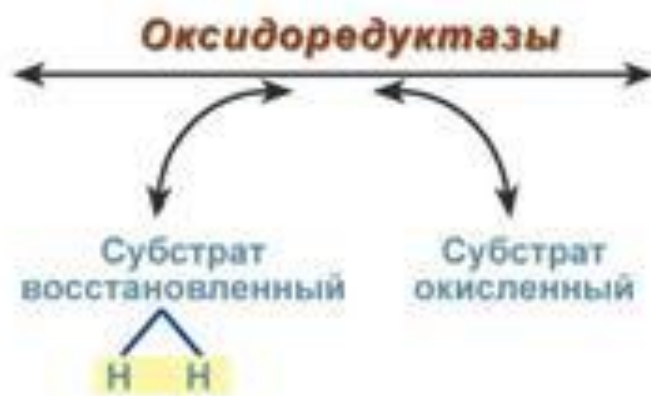 Оксидоредуктазы
Субстрат
восстановленный
Н Н
Субстрат
окисленный